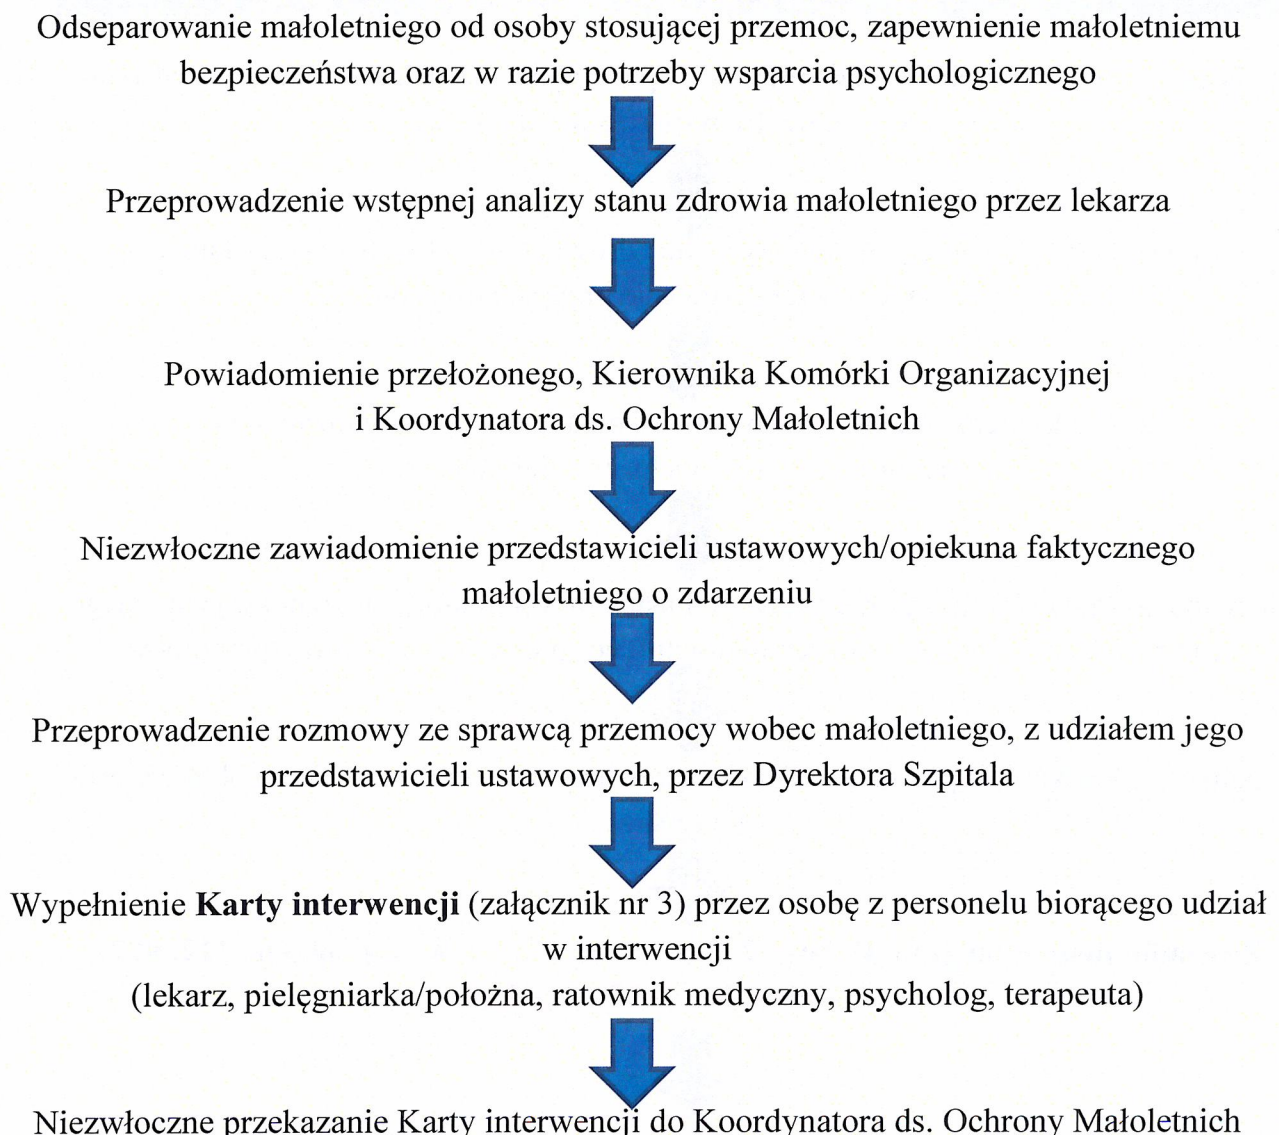 Odseparowanie małoletniego od osoby stosującej przemoc, zapewnienie małoletniemu
bezpieczeństwa oraz w razie potrzeby wsparcia psychologicznego
Przeprowadzenie wstępnej analizy stanu zdrowia małoletniego przez lekarza
Powiadomienie przełożonego, Kierownika Komórki Organizacyjnej
i Koordynatora ds. Ochrony Małoletnich
Niezwłoczne zawiadomienie przedstawicieli ustawowych/opiekuna faktycznego
małoletniego o zdarzeniu
Przeprowadzenie rozmowy ze sprawcą przemocy wobec małoletniego, z udziałem jego
przedstawicieli ustawowych, przez Dyrektora Szpitala
Wypełnienie Karty interwencji (załącznik nr 3) przez osobę z personelu biorącego udział
w interwencji
(lekarz, pielęgniarka/położna, ratownik medyczny, psycholog, terapeuta)
Niezwłoczne przekazanie Karty interwencji do Koordynatora ds. Ochrony Małoletnich